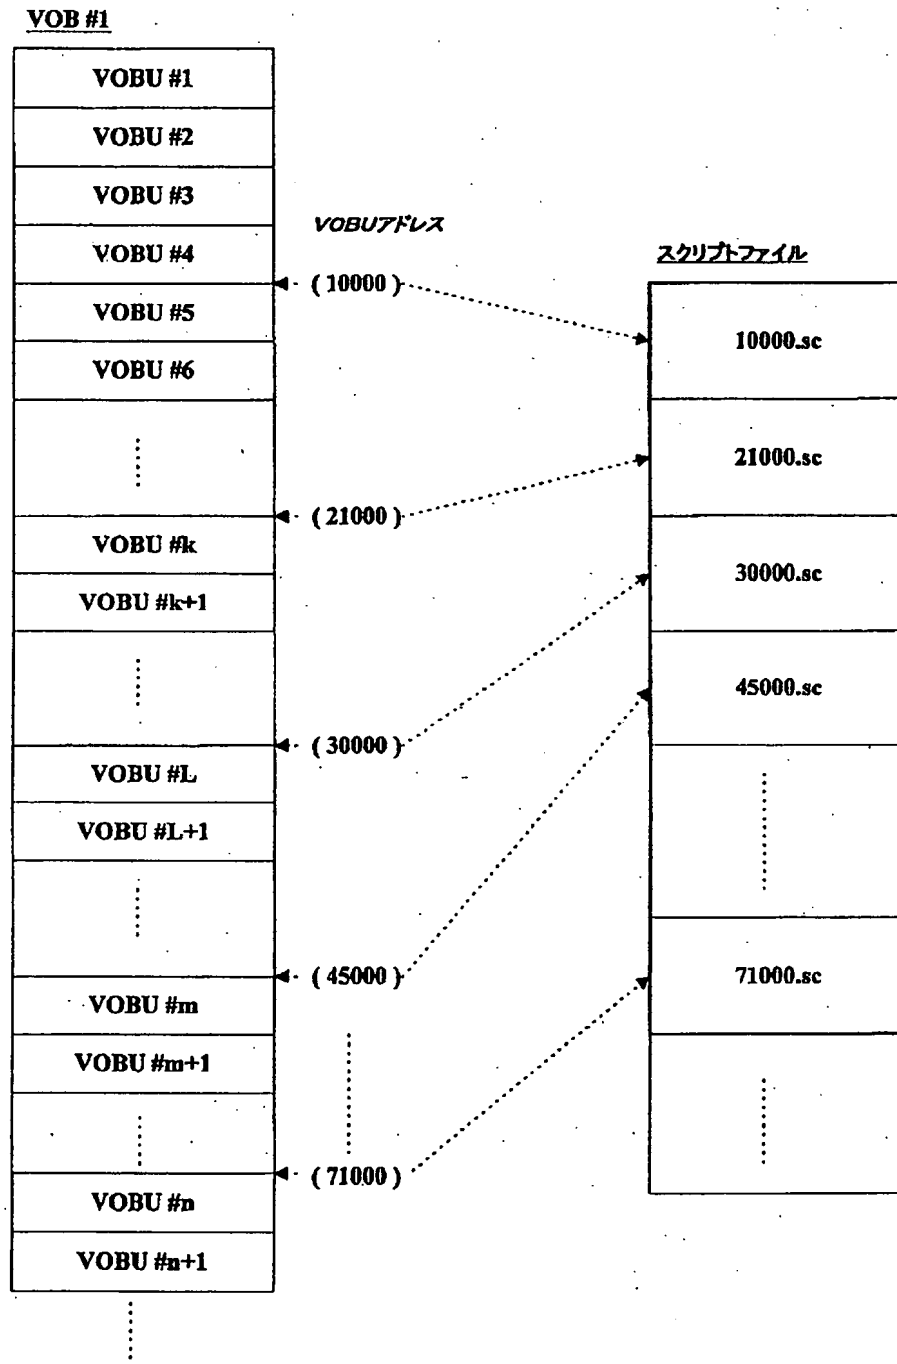 VOB #1
VOBU #1
VOBU #2
VOBU #3
VOBU #4
VOBU #5
VOBU #6
VOBU #k
VOBU #k+1
VOBU #L
VOBU #L+1
VOBU #m
VOBU #m+1
VOBU #n
VOBU #n+1
VOBUアドレス
( 10000 )
( 21000 )
( 30000 )
( 45000 )
( 71000 )
スクリプトファイル
10000.sc
21000.sc
30000.sc
45000.sc
71000.sc